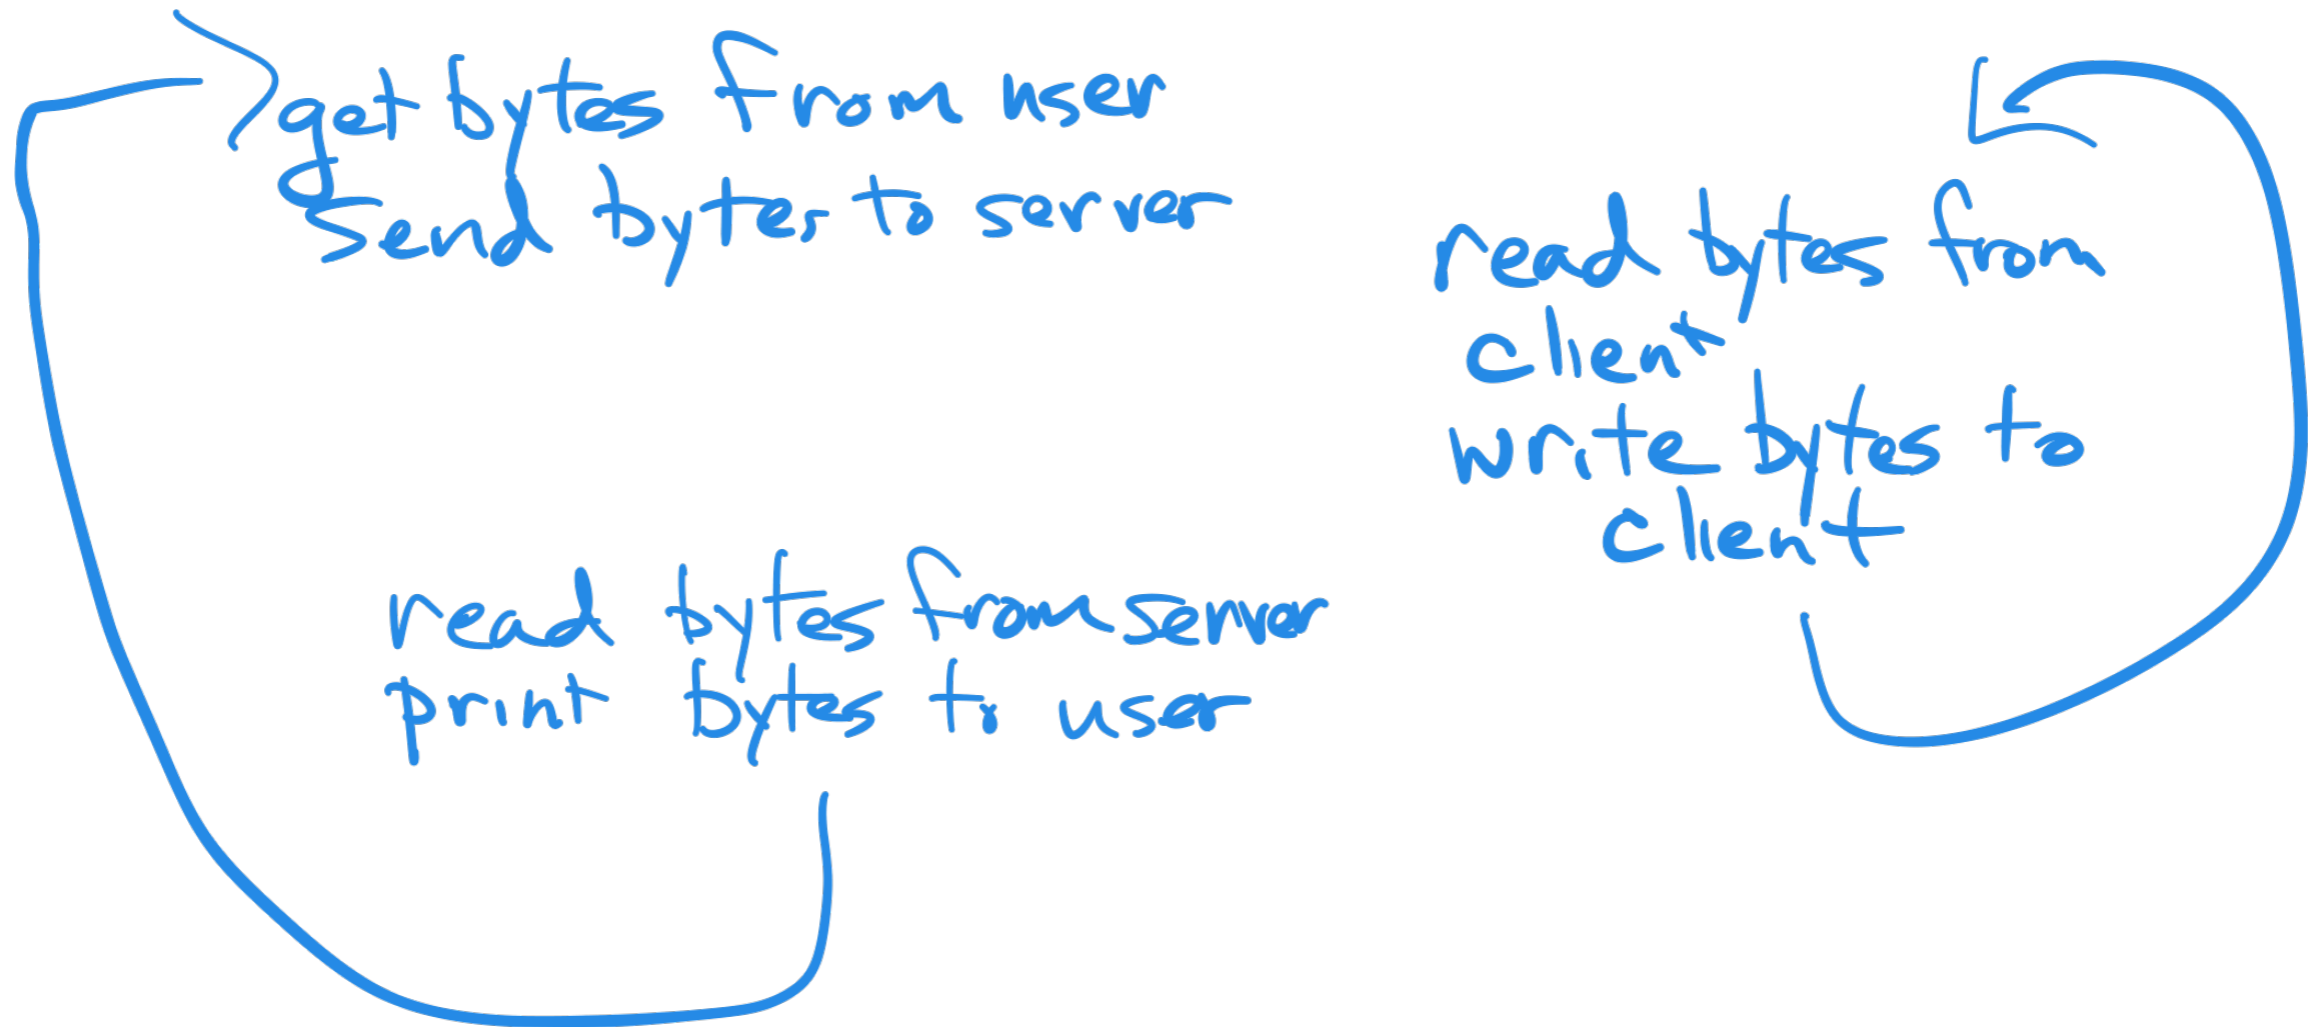 get bytes from user
send bytes to server
read bytes from
client
write bytes to
client
read bytes from server
print bytes to user